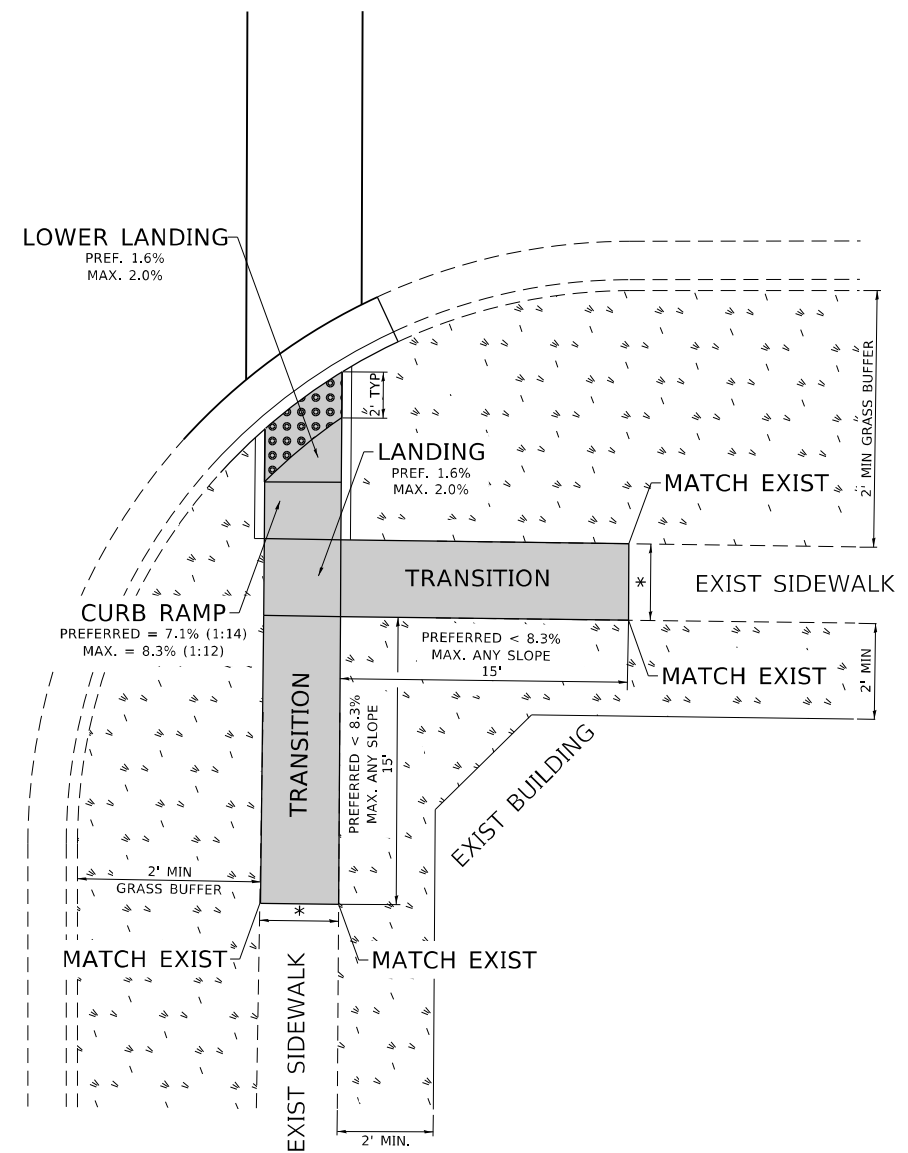 LOWER LANDING
PREF. 1.6%
MAX. 2.0%
2' TYP
LANDING
PREF. 1.6%
MAX. 2.0%
2' MIN GRASS BUFFER
MATCH EXIST
TRANSITION
*
EXIST SIDEWALK
CURB RAMP
PREFERRED = 7.1% (1:14)
MAX. = 8.3% (1:12)
PREFERRED < 8.3%
MAX. ANY SLOPE
15'
MATCH EXIST
2' MIN
TRANSITION
PREFERRED < 8.3%
MAX. ANY SLOPE
15'
EXIST BUILDING
2' MIN
GRASS BUFFER
*
MATCH EXIST
MATCH EXIST
EXIST SIDEWALK
2' MIN.